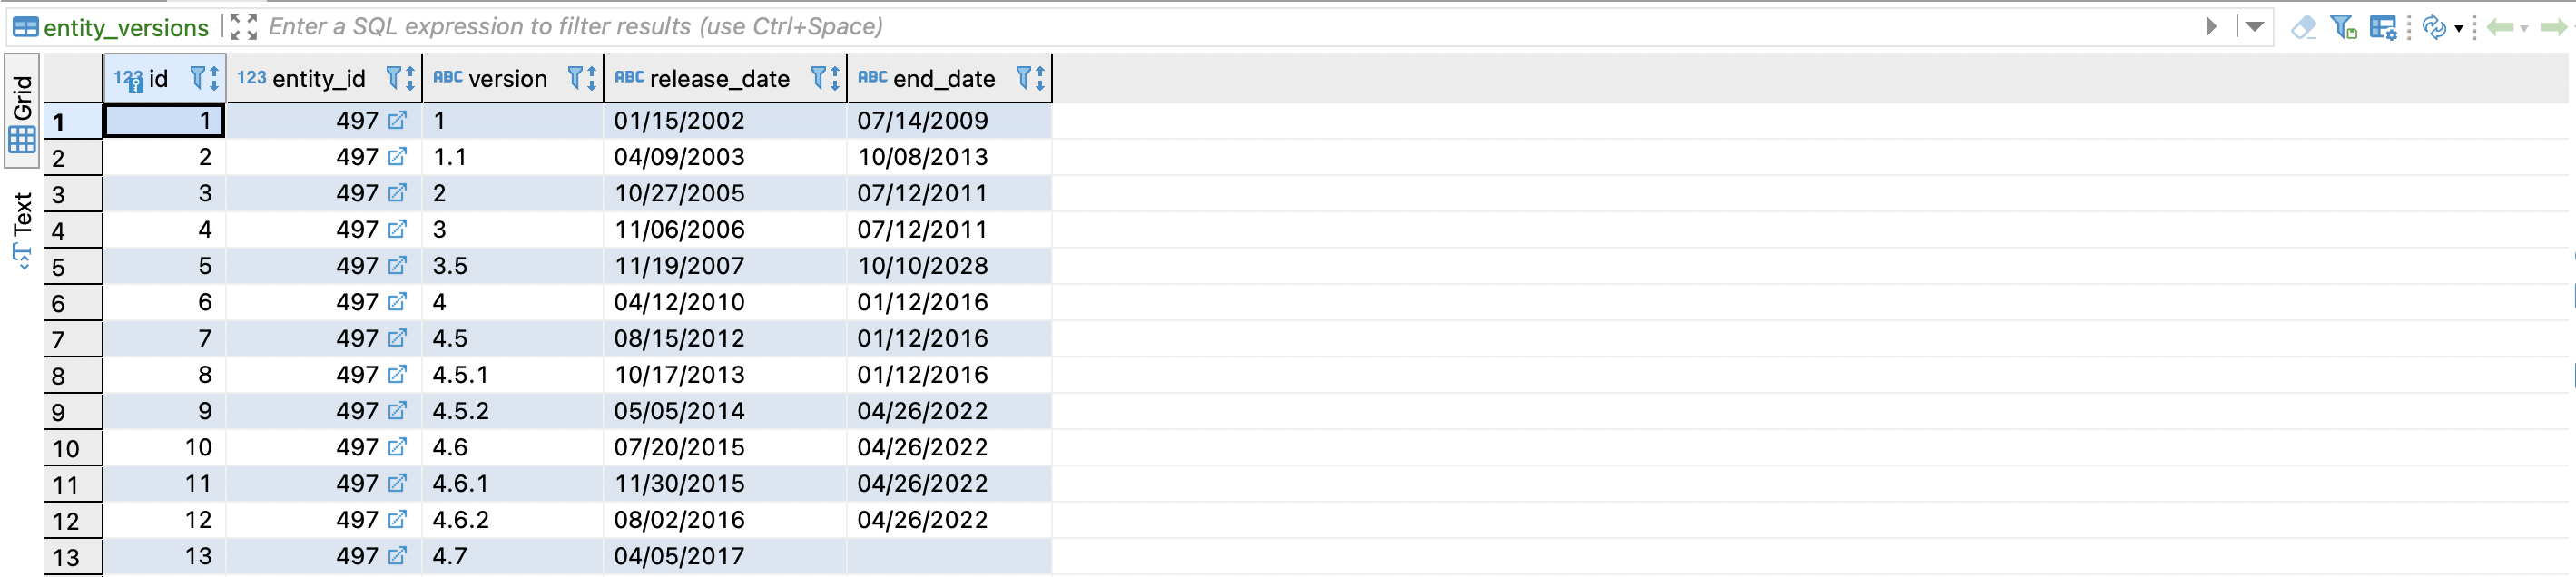 entity_versions Enter a SQL expression to filter results (use Ctrl+Space)
Grid
Text
123 id 123 entity_id ABC version ABC release_date ABC end_date
1 1 497 1 01/15/2002 07/14/2009
2 2 497 1.1 04/09/2003 10/08/2013
3 3 497 2 10/27/2005 07/12/2011
4 4 497 3 11/06/2006 07/12/2011
5 5 497 3.5 11/19/2007 10/10/2028
6 6 497 4 04/12/2010 01/12/2016
7 7 497 4.5 08/15/2012 01/12/2016
8 8 497 4.5.1 10/17/2013 01/12/2016
9 9 497 4.5.2 05/05/2014 04/26/2022
10 10 497 4.6 07/20/2015 04/26/2022
11 11 497 4.6.1 11/30/2015 04/26/2022
12 12 497 4.6.2 08/02/2016 04/26/2022
13 13 497 4.7 04/05/2017